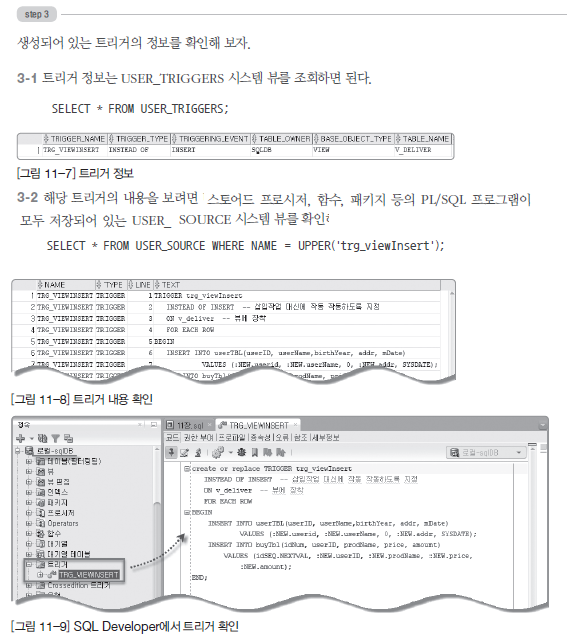 step 3
생성되어 있는 트리거의 정보를 확인해 보자.
3-1 트리거 정보는 USER_TRIGGERS 시스템 뷰를 조회하면 된다.
SELECT * FROM USER_TRIGGERS;
TRIGGER_NAME TRIGGER_TYPE TRIGGERING_EVENT TABLE_OWNER BASE_OBJECT_TYPE TABLE_NAME
1 TRG_VIEWINSERT INSTEAD OF INSERT SQLDB VIEW V_DELIVER
[그림 11-7] 트리거 정보
3-2 해당 트리거의 내용을 보려면 스토어드 프로시저, 함수, 패키지 등의 PL/SQL 프로그램이
모두 저장되어 있는 USER_ SOURCE 시스템 뷰를 확인
SELECT * FROM USER_SOURCE WHERE NAME = UPPER('trg_viewInsert');
NAME TYPE LINE TEXT
1 TRG_VIEWINSERT TRIGGER 1 TRIGGER trg_viewInsert
2 TRG_VIEWINSERT TRIGGER 2 INSTEAD OF INSERT -- 삽입작업 대신에 작동 작동하도록 지정
3 TRG_VIEWINSERT TRIGGER 3 ON v_deliver -- 뷰에 장착
4 TRG_VIEWINSERT TRIGGER 4 FOR EACH ROW
5 TRG_VIEWINSERT TRIGGER 5 BEGIN
6 TRG_VIEWINSERT TRIGGER 6 INSERT INTO userTBL(userID, userName,birthYear, addr, mDate)
7 TRG_VIEWINSERT TRIGGER VALUES (:NEW.userid, :NEW.userName, 0, :NEW.addr, SYSDATE);
[그림 11-8] 트리거 내용 확인
접속
로컬-sqlDB
테이블(필터링됨)
뷰
뷰 편집
인덱스
패키지
프로시저
Operators
함수
대기열
대기열 테이블
트리거
TRG_VIEWINSERT
Crossedition 트리거
11장.sql TRG_VIEWINSERT
코드 권한 부여 프로파일 종속성 오류 참조 세부정보
로컬-sqlDB
create or replace TRIGGER trg_viewInsert
INSTEAD OF INSERT -- 삽입작업 대신에 작동 작동하도록 지정
ON v_deliver -- 뷰에 장착
FOR EACH ROW
BEGIN
INSERT INTO userTBL(userID, userName,birthYear, addr, mDate)
VALUES (:NEW.userid, :NEW.userName, 0, :NEW.addr, SYSDATE);
INSERT INTO buyTbl(idNum, userID, prodName, price, amount)
VALUES (idSEQ.NEXTVAL, :NEW.userID, :NEW.prodName, :NEW.price,
:NEW.amount);
END;
[그림 11-9] SQL Developer에서 트리거 확인